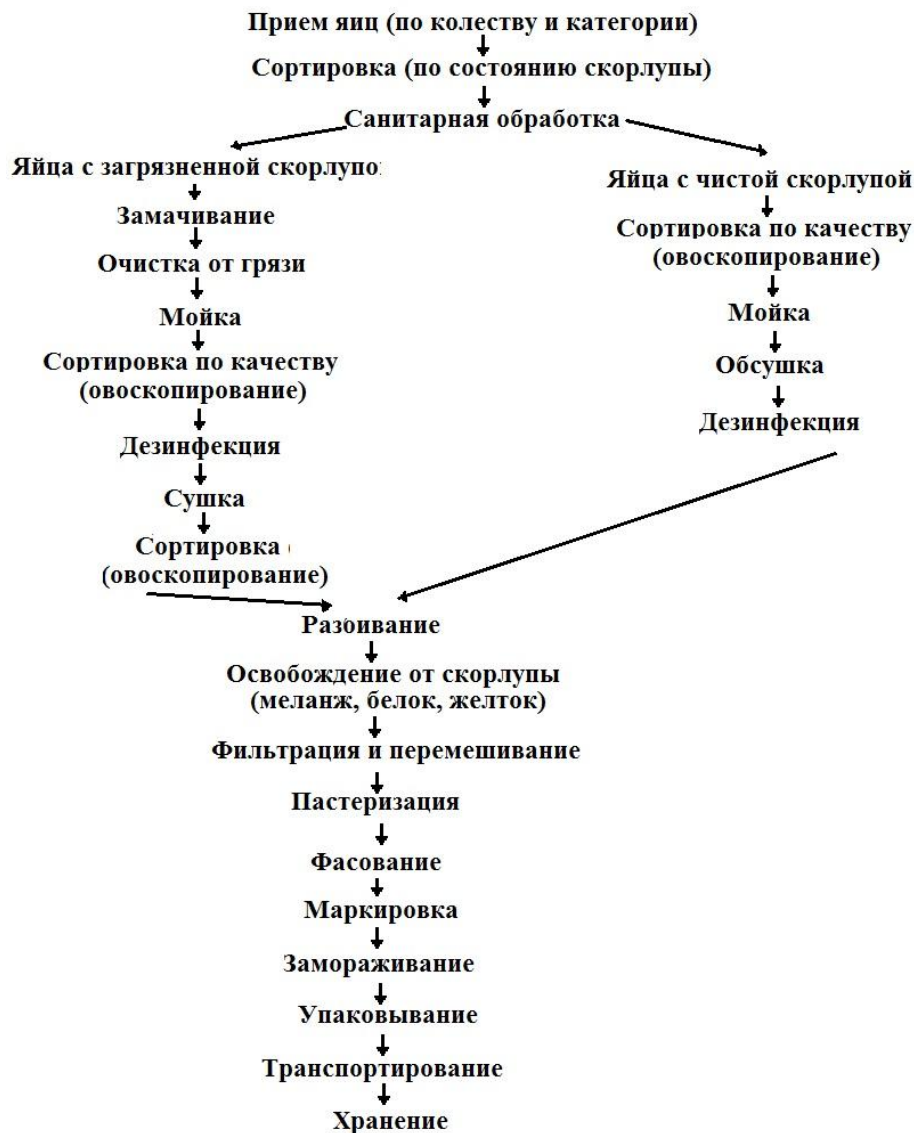 Прием яиц (по колеству и категории)
Сортировка (по состоянию скорлупы)
Санитарная обработка
Яйца с загрязненной скорлупо
Замачивание
Очистка от грязи
Мойка
Сортировка по качеству
(овоскопирование)
Дезинфекция
Сушка
Сортировка
(овоскопирование)
Яйца с чистой скорлупой
Сортировка по качеству
(овоскопирование)
Мойка
Обсушка
Дезинфекция
Разбивание
Освобождение от скорлупы
(меланж, белок, желток)
Фильтрация и перемешивание
Пастеризация
Фасование
Маркировка
Замораживание
Упаковывание
Транспортирование
Хранение